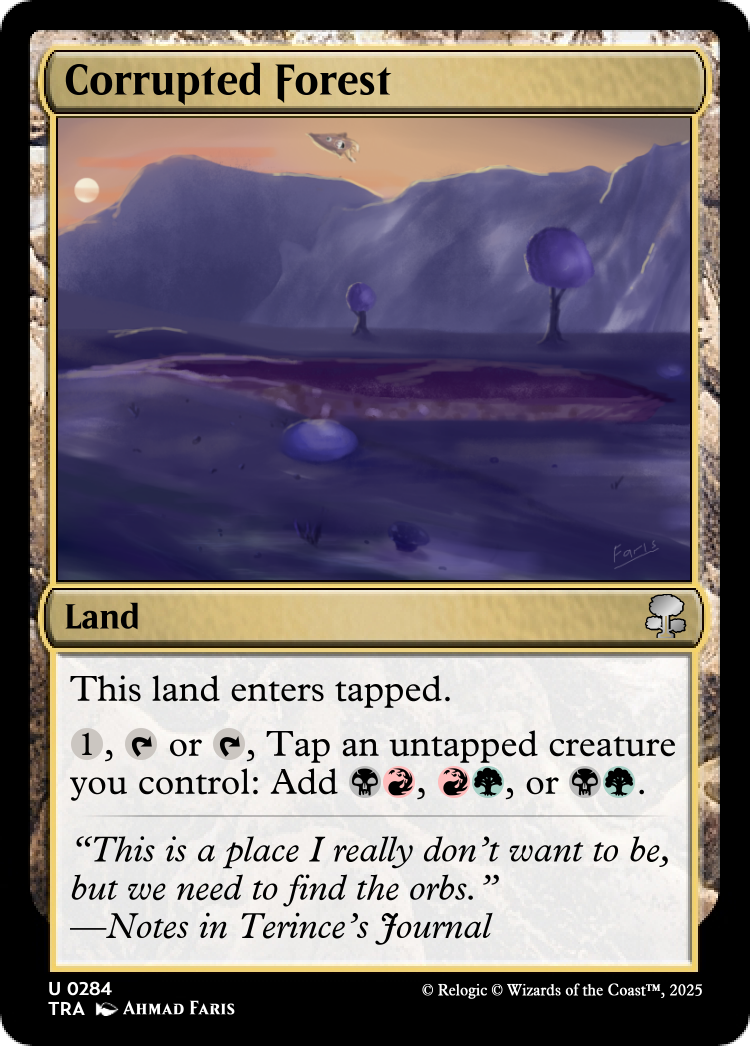 Corrupted Forest
Faris
Land
This land enters tapped.
1, or , Tap an untapped creature
you control: Add , , or .
“This is a place I really don’t want to be,
but we need to find the orbs.”
—Notes in Terince’s Journal
U 0284
© Relogic © Wizards of the Coast™, 2025
TRA Ahmad Faris